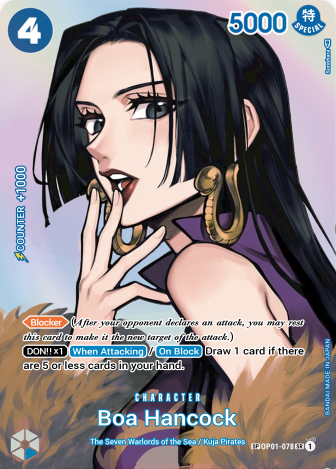 4
5000
特
SPECIAL
COUNTER +1000
Blocker (After your opponent declares an attack, you may rest
this card to make it the new target of the attack.)
DON!! x1 When Attacking / On Block Draw 1 card if there
are 5 or less cards in your hand.
CHARACTER
Boa Hancock
The Seven Warlords of the Sea / Kuja Pirates
SP OP01-078 SR 1
BANDAI MADE IN JAPAN